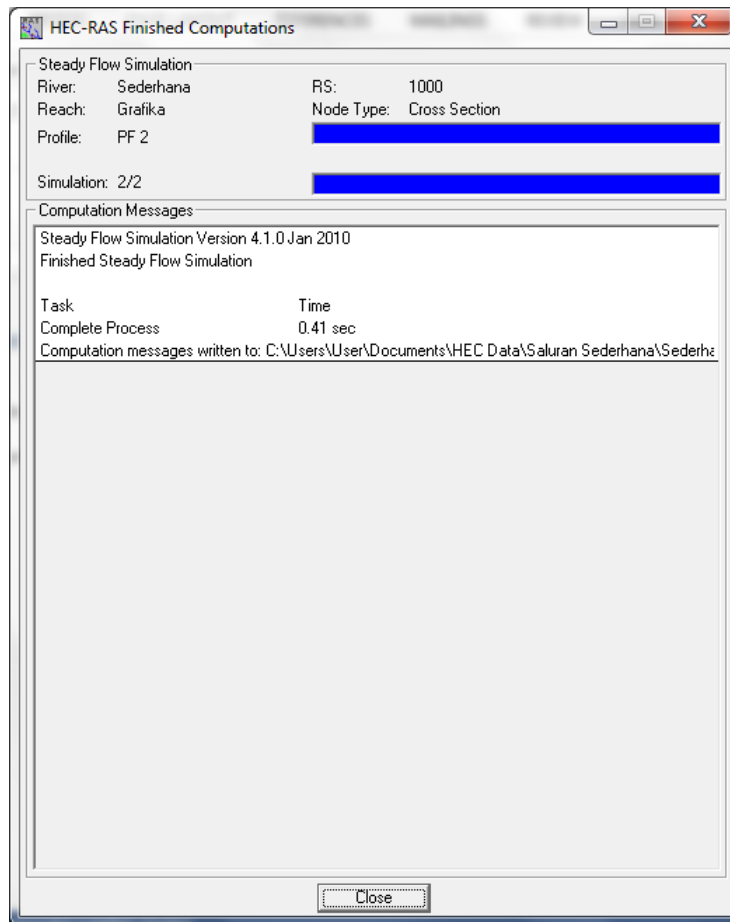 HEC-RAS Finished Computations
Steady Flow Simulation
River: Sederhana RS: 1000
Reach: Grafika Node Type: Cross Section
Profile: PF 2
Simulation: 2/2
Computation Messages
Steady Flow Simulation Version 4.1.0 Jan 2010
Finished Steady Flow Simulation
Task Time
Complete Process 0.41 sec
Computation messages written to: C:\Users\User\Documents\HEC Data\Saluran Sederhana\Sederha
Close